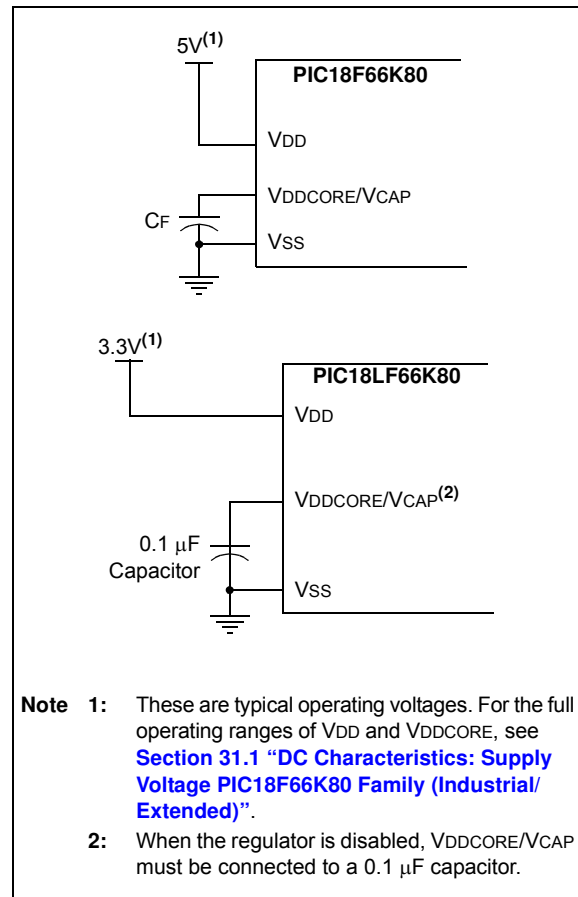 5V(1)
PIC18F66K80
VDD
VDDCORE/VCAP
CF
VSS
3.3V(1)
PIC18LF66K80
VDD
VDDCORE/VCAP(2)
0.1 μF
Capacitor
VSS
Note 1: These are typical operating voltages. For the full
operating ranges of VDD and VDDCORE, see
Section 31.1 “DC Characteristics: Supply
Voltage PIC18F66K80 Family (Industrial/
Extended)”.
2: When the regulator is disabled, VDDCORE/VCAP
must be connected to a 0.1 μF capacitor.